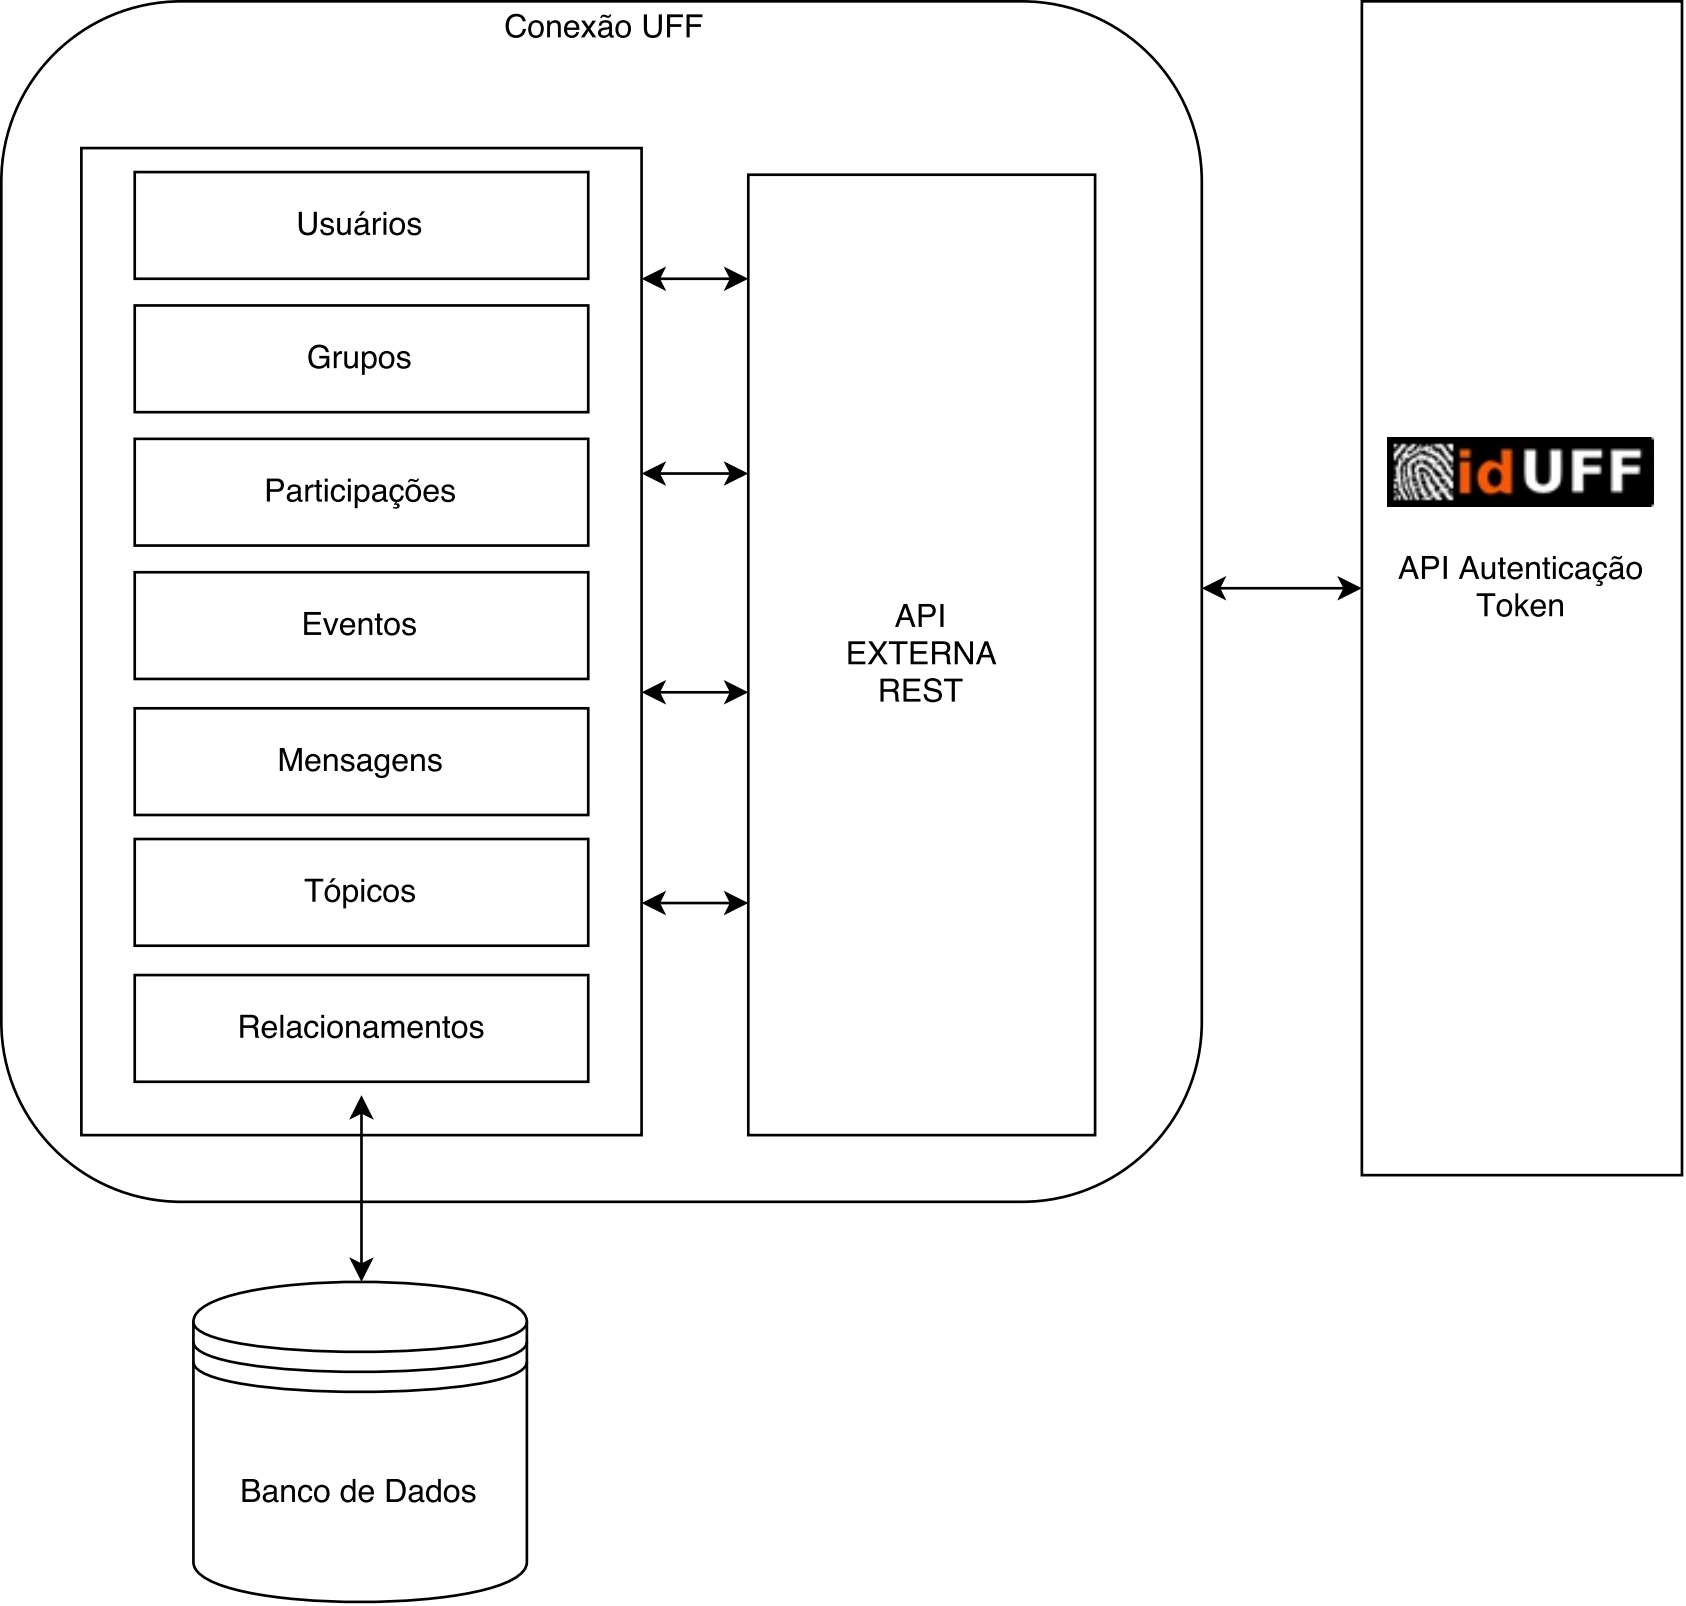 Conexão UFF
Usuários
Grupos
Participações
Eventos
Mensagens
Tópicos
Relacionamentos
API
EXTERNA
REST
idUFF
API Autenticação
Token
Banco de Dados